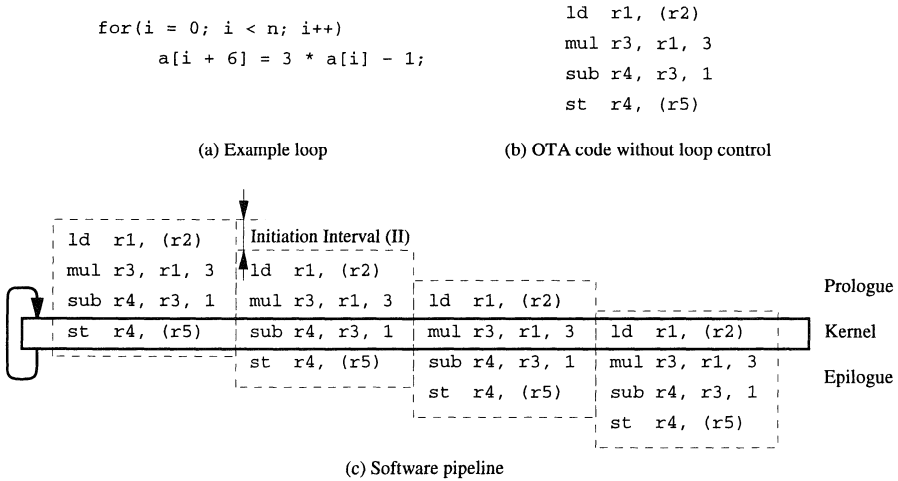 for(i = 0; i < n; i++)
a[i + 6] = 3 * a[i] - 1;
(a) Example loop
ld r1, (r2)
mul r3, r1, 3
sub r4, r3, 1
st r4, (r5)
(b) OTA code without loop control
Initiation Interval (II)
ld r1, (r2)
mul r3, r1, 3
sub r4, r3, 1
st r4, (r5)
ld r1, (r2)
mul r3, r1, 3
sub r4, r3, 1
st r4, (r5)
ld r1, (r2)
mul r3, r1, 3
sub r4, r3, 1
st r4, (r5)
ld r1, (r2)
mul r3, r1, 3
sub r4, r3, 1
st r4, (r5)
Prologue
Kernel
Epilogue
(c) Software pipeline